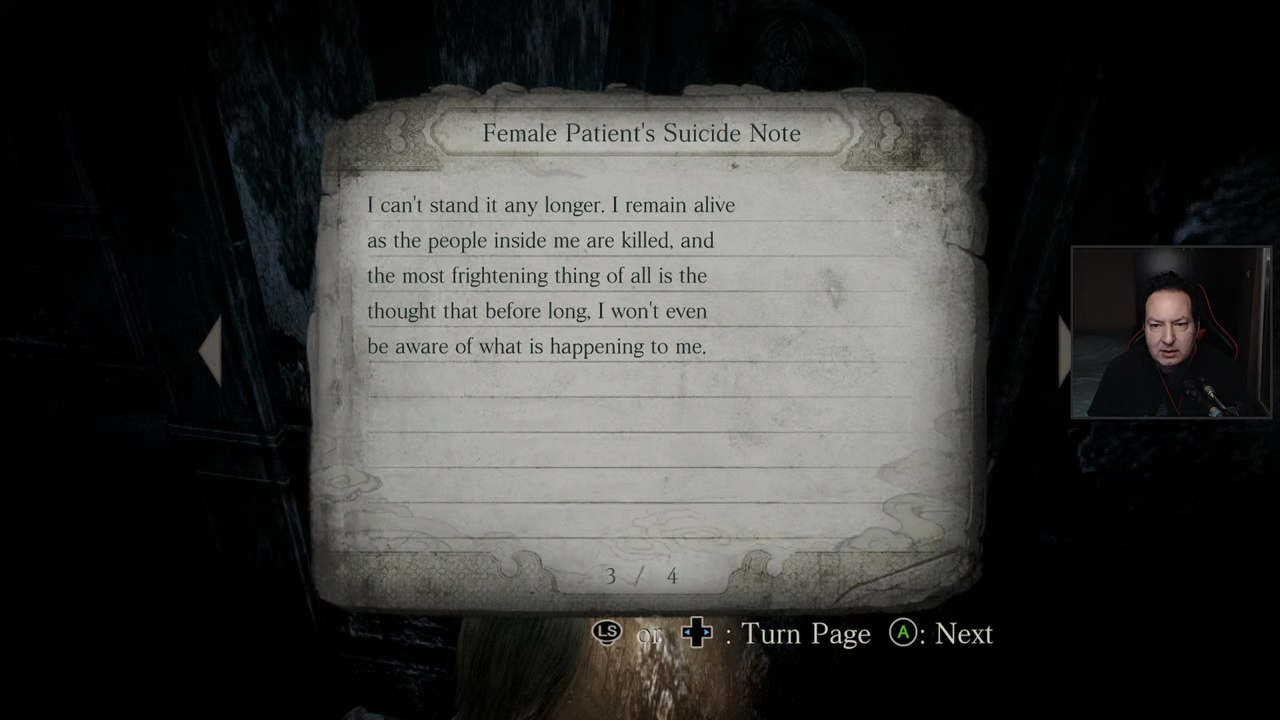 Female Patient's Suicide Note
I can't stand it any longer. I remain alive
as the people inside me are killed, and
the most frightening thing of all is the
thought that before long, I won't even
be aware of what is happening to me.
3 / 4
LS or : Turn Page A : Next